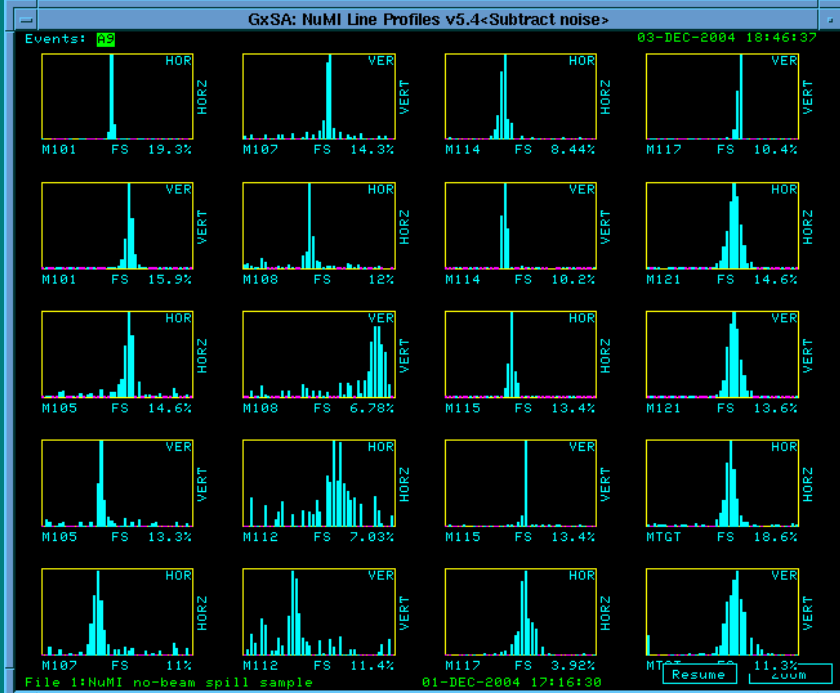 GxSA: NuMI Line Profiles v5.4<Subtract noise>
Events: A9 03-DEC-2004 18:46:37
HOR HORZ VER VERT HOR HORZ VER VERT
M101 FS 19.3% M107 FS 14.3% M114 FS 8.44% M117 FS 10.4%
VER VERT HOR HORZ VER VERT HOR HORZ
M101 FS 15.9% M108 FS 12% M114 FS 10.2% M121 FS 14.6%
HOR HORZ VER VERT HOR HORZ VER VERT
M105 FS 14.6% M108 FS 6.78% M115 FS 13.4% M121 FS 13.6%
VER VERT HOR HORZ VER VERT HOR HORZ
M105 FS 13.3% M112 FS 7.03% M115 FS 13.4% MTGT FS 18.6%
HOR HORZ VER VERT HOR HORZ VER VERT
M107 FS 11% M112 FS 11.4% M117 FS 3.92% FS 11.3%
Resume Zoom
File 1:NuMI no-beam spill sample 01-DEC-2004 17:16:30